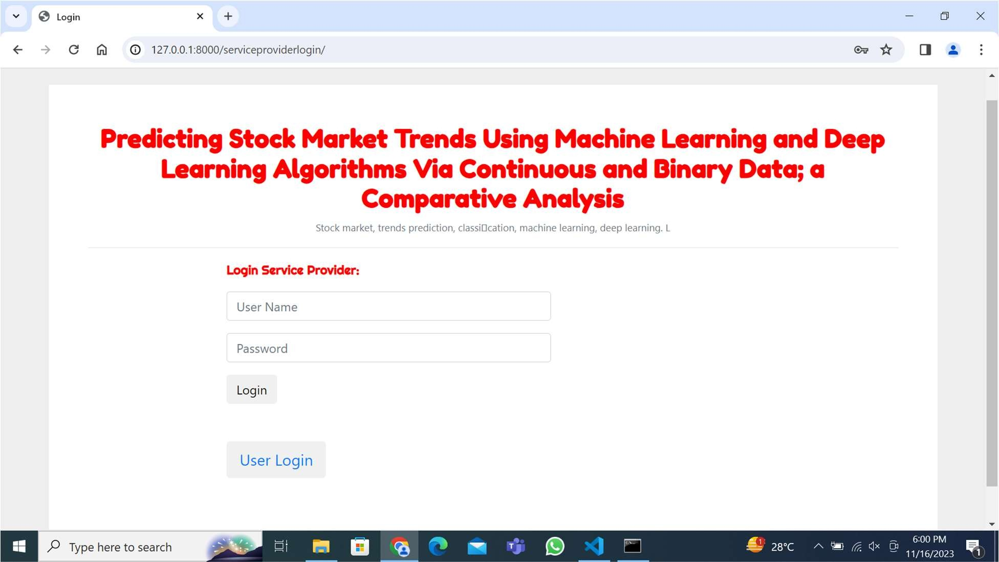 Login
127.0.0.1:8000/serviceproviderlogin/
Predicting Stock Market Trends Using Machine Learning and Deep
Learning Algorithms Via Continuous and Binary Data; a
Comparative Analysis
Stock market, trends prediction, classi▯cation, machine learning, deep learning. L
Login Service Provider:
User Name
Password
Login
User Login
Type here to search
1
28°C
6:00 PM
11/16/2023
1